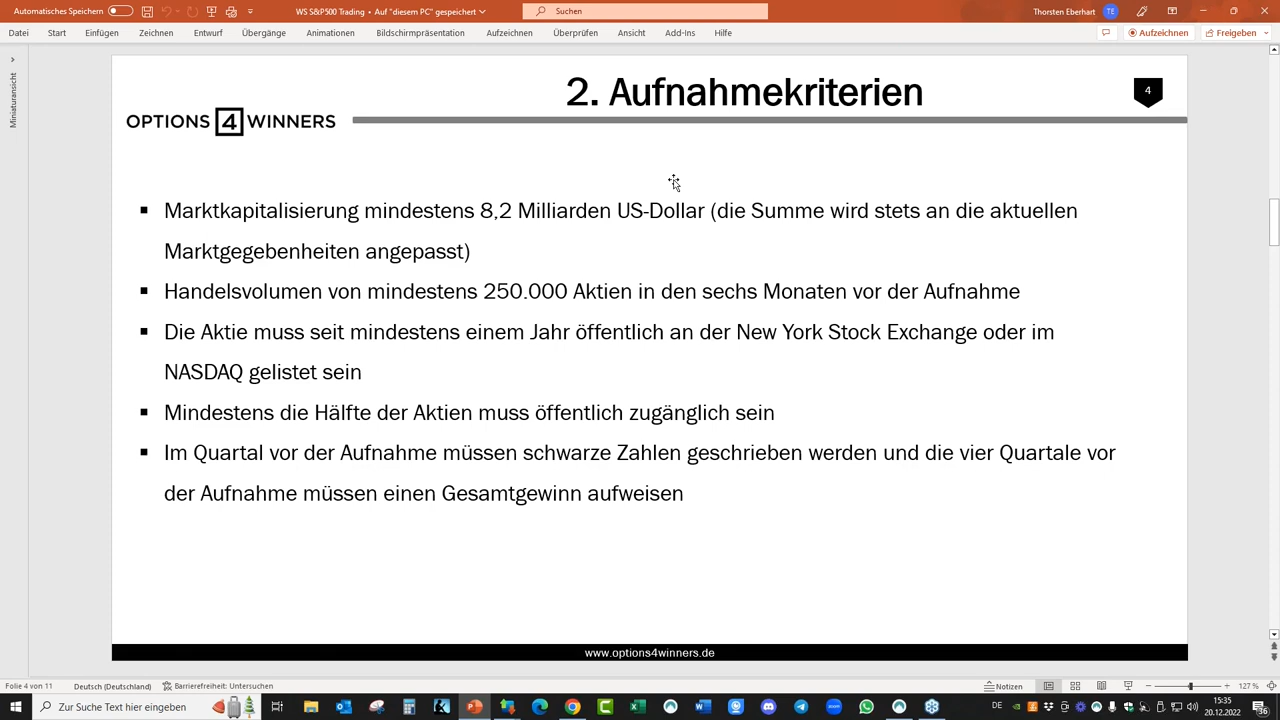 Automatisches Speichern
WS S&P500 Trading • Auf "diesem PC" gespeichert
Suchen
Thorsten Eberhart
TE
Datei Start Einfügen Zeichnen Entwurf Übergänge Animationen Bildschirmpräsentation Aufzeichnen Überprüfen Ansicht Add-Ins Hilfe
Aufzeichnen
Freigeben
Miniaturansicht
2. Aufnahmekriterien
4
OPTIONS 4 WINNERS
▪ Marktkapitalisierung mindestens 8,2 Milliarden US-Dollar (die Summe wird stets an die aktuellen
Marktgegebenheiten angepasst)
▪ Handelsvolumen von mindestens 250.000 Aktien in den sechs Monaten vor der Aufnahme
▪ Die Aktie muss seit mindestens einem Jahr öffentlich an der New York Stock Exchange oder im
NASDAQ gelistet sein
▪ Mindestens die Hälfte der Aktien muss öffentlich zugänglich sein
▪ Im Quartal vor der Aufnahme müssen schwarze Zahlen geschrieben werden und die vier Quartale vor
der Aufnahme müssen einen Gesamtgewinn aufweisen
www.options4winners.de
Folie 4 von 11
Deutsch (Deutschland)
Barrierefreiheit: Untersuchen
Notizen
127 %
Zur Suche Text hier eingeben
DE
15:35
20.12.2022